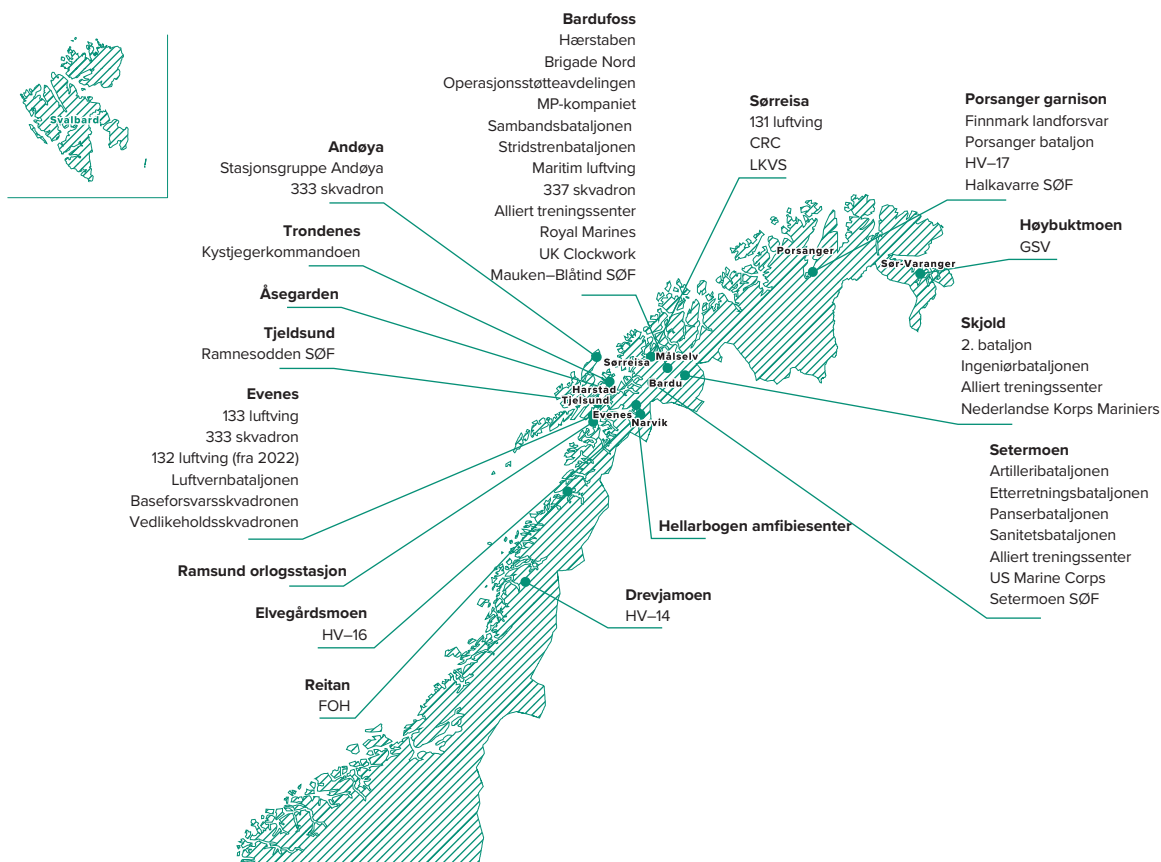 Svalbard
Bardufoss
Hærstaben
Brigade Nord
Operasjonsstøtteavdelingen
MP-kompaniet
Sambandsbataljonen
Stridstrenbataljonen
Maritim luftving
337 skvadron
Alliert treningssenter
Royal Marines
UK Clockwork
Mauken–Blåtind SØF
Sørreisa
131 luftving
CRC
LKVS
Porsanger garnison
Finnmark landforsvar
Porsanger bataljon
HV–17
Halkavarre SØF
Høybuktmoen
GSV
Andøya
Stasjonsgruppe Andøya
333 skvadron
Trondenes
Kystjegerkommandoen
Åsegarden
Tjeldsund
Ramnesodden SØF
Evenes
133 luftving
333 skvadron
132 luftving (fra 2022)
Luftvernbataljonen
Baseforsvarsskvadronen
Vedlikeholdsskvadronen
Ramsund orlogsstasjon
Elvegårdsmoen
HV–16
Reitan
FOH
Porsanger
Sør-Varanger
Sørreisa
Målselv
Bardu
Harstad
Tjelsund
Evenes
Narvik
Skjold
2. bataljon
Ingeniørbataljonen
Alliert treningssenter
Nederlandse Korps Mariniers
Setermoen
Artilleribataljonen
Etterretningsbataljonen
Panserbataljonen
Sanitetsbataljonen
Alliert treningssenter
US Marine Corps
Setermoen SØF
Hellarbogen amfibiesenter
Drevjamoen
HV–14